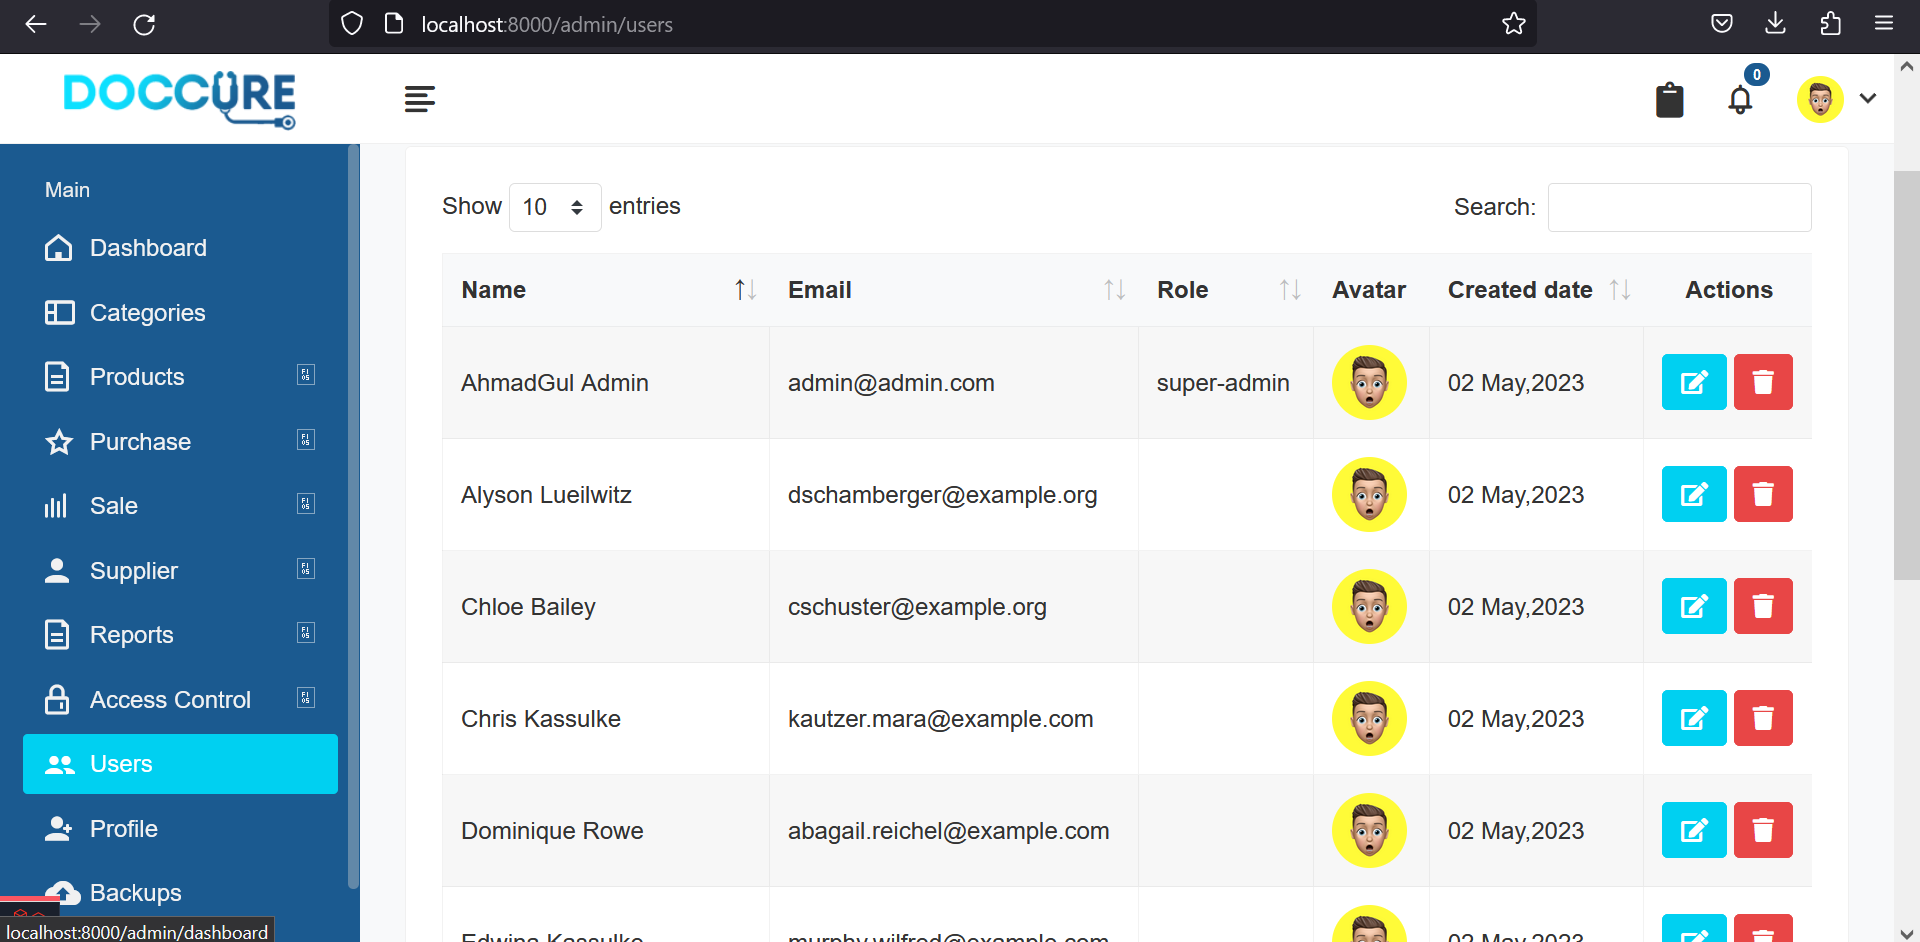 localhost:8000/admin/users
DOCCURE
0
Main
Dashboard
Categories
Products
Purchase
Sale
Supplier
Reports
Access Control
Users
Profile
Backups
Show 10 entries
Search:
Name Email Role Avatar Created date Actions
AhmadGul Admin admin@admin.com super-admin 02 May,2023
Alyson Lueilwitz dschamberger@example.org 02 May,2023
Chloe Bailey cschuster@example.org 02 May,2023
Chris Kassulke kautzer.mara@example.com 02 May,2023
Dominique Rowe abagail.reichel@example.com 02 May,2023
Edwina Kassulke murphy.wilfred@example.com 02 May,2023
localhost:8000/admin/dashboard